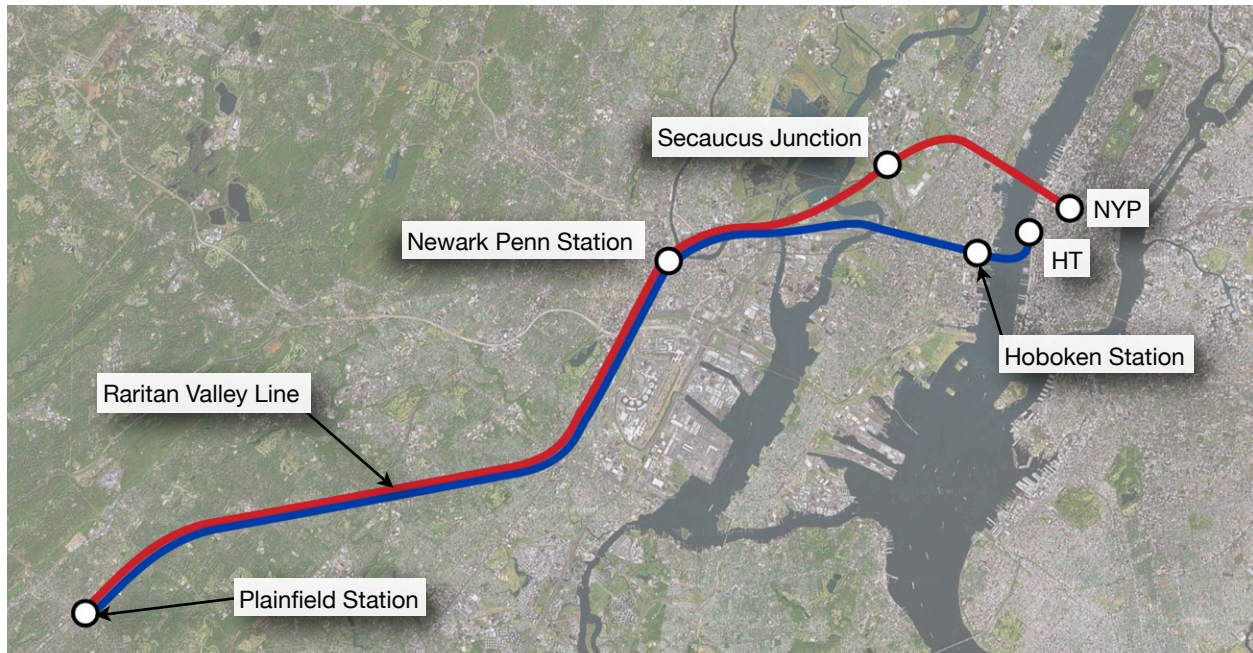 Secaucus Junction
NYP
Newark Penn Station
HT
Hoboken Station
Raritan Valley Line
Plainfield Station